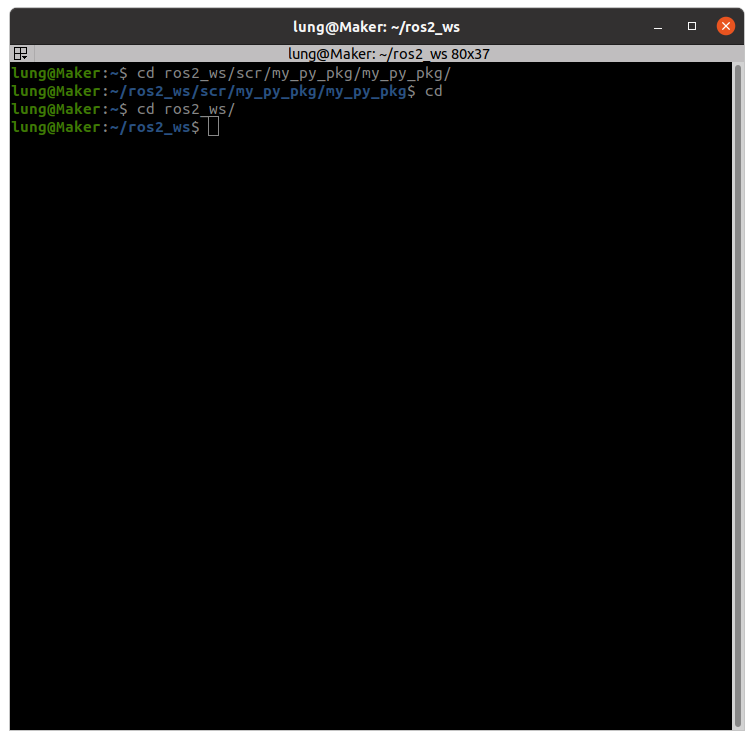 lung@Maker: ~/ros2_ws
lung@Maker: ~/ros2_ws 80x37
lung@Maker:~$ cd ros2_ws/scr/my_py_pkg/my_py_pkg/
lung@Maker:~/ros2_ws/scr/my_py_pkg/my_py_pkg$ cd
lung@Maker:~$ cd ros2_ws/
lung@Maker:~/ros2_ws$